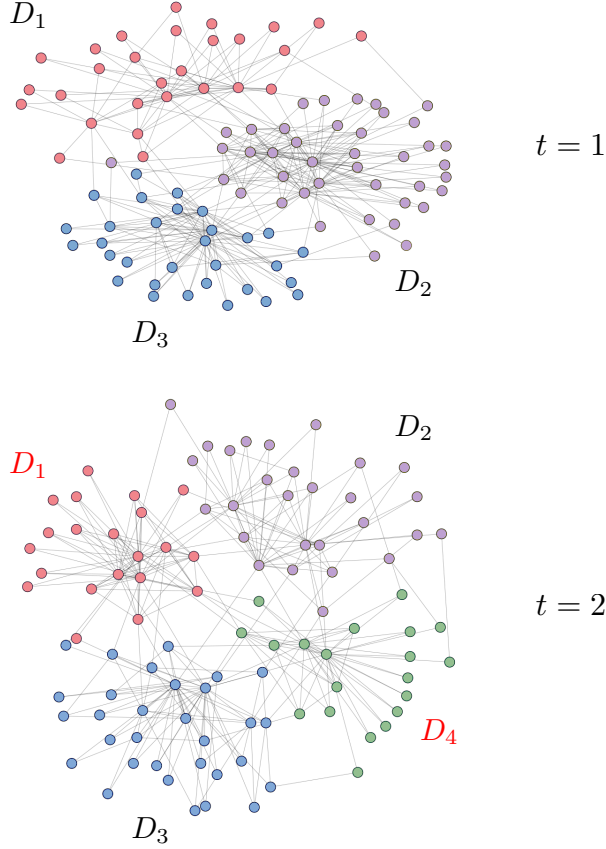 D₁
t = 1
D₂
D₃
D₂
D₁
t = 2
D₄
D₃